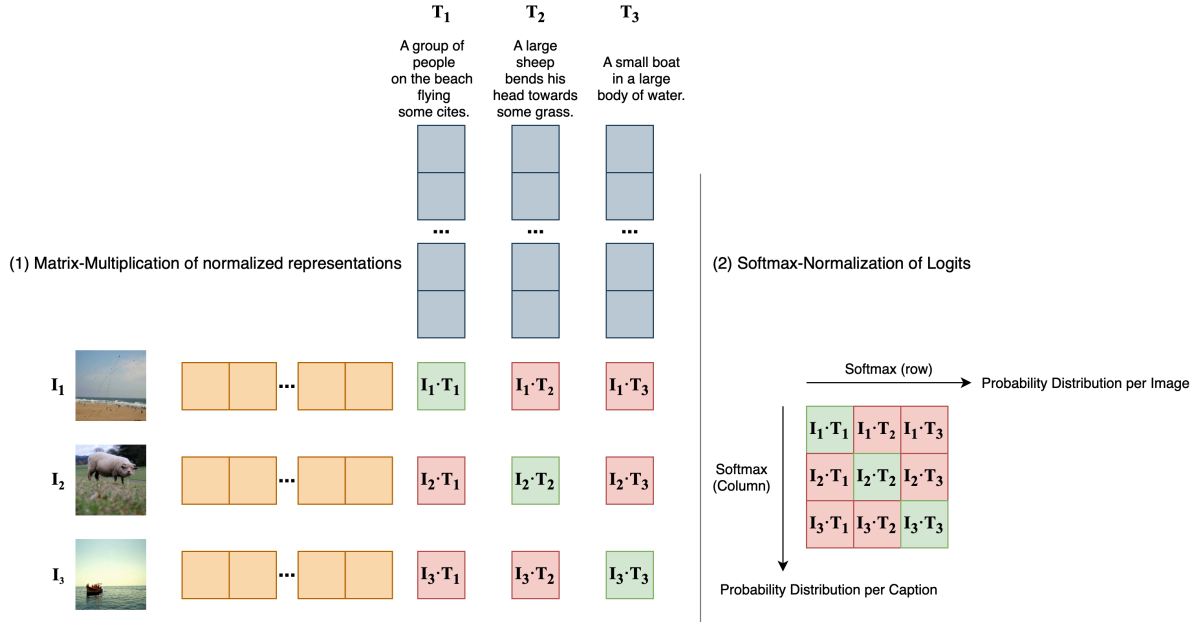 T1 T2 T3
A group of
people
on the beach
flying
some cites.
A large
sheep
bends his
head towards
some grass.
A small boat
in a large
body of water.
...
...
...
(1) Matrix-Multiplication of normalized representations
I1
...
I1·T1 I1·T2 I1·T3
I2
...
I2·T1 I2·T2 I2·T3
I3
...
I3·T1 I3·T2 I3·T3
(2) Softmax-Normalization of Logits
Softmax (row)
Probability Distribution per Image
Softmax
(Column)
I1·T1 I1·T2 I1·T3
I2·T1 I2·T2 I2·T3
I3·T1 I3·T2 I3·T3
Probability Distribution per Caption